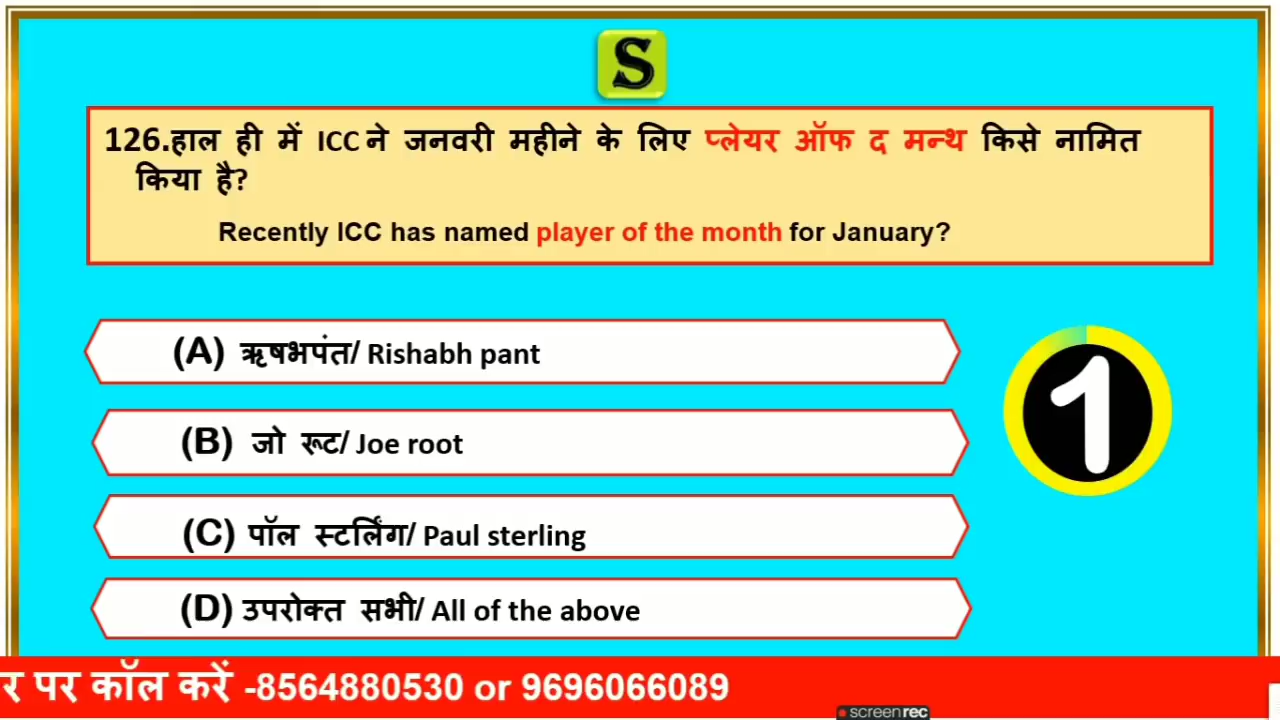 S
126.हाल ही में ICC ने जनवरी महीने के लिए प्लेयर ऑफ द मन्थ किसे नामित
किया है?
Recently ICC has named player of the month for January?
(A) ऋषभपंत/ Rishabh pant
1
(B) जो रूट/ Joe root
(C) पॉल स्टर्लिंग/ Paul sterling
(D) उपरोक्त सभी/ All of the above
र पर कॉल करें -8564880530 or 9696066089
screenrec